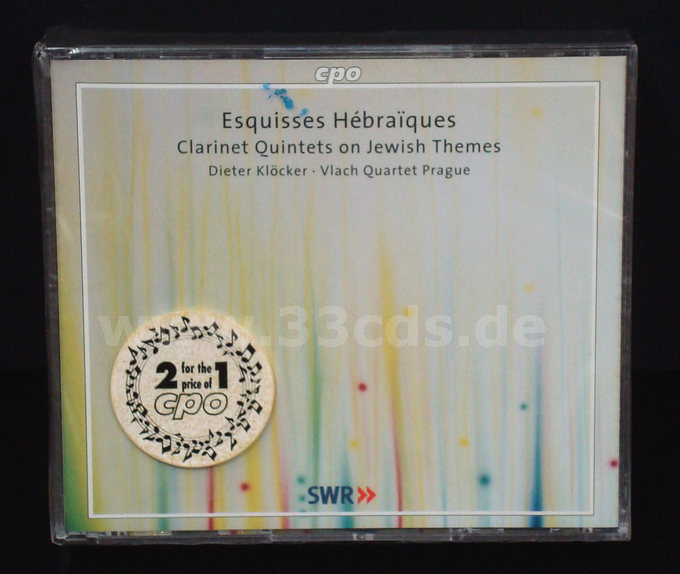 cpo
Esquisses Hébraïques
Clarinet Quintets on Jewish Themes
Dieter Klöcker · Vlach Quartet Prague
www.33cds.de
2 for the price of 1
cpo
SWR